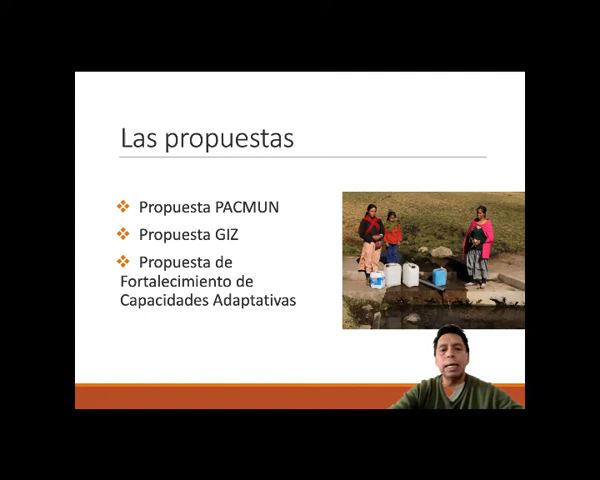 Las propuestas
❖ Propuesta PACMUN
❖ Propuesta GIZ
❖ Propuesta de
Fortalecimiento de
Capacidades Adaptativas